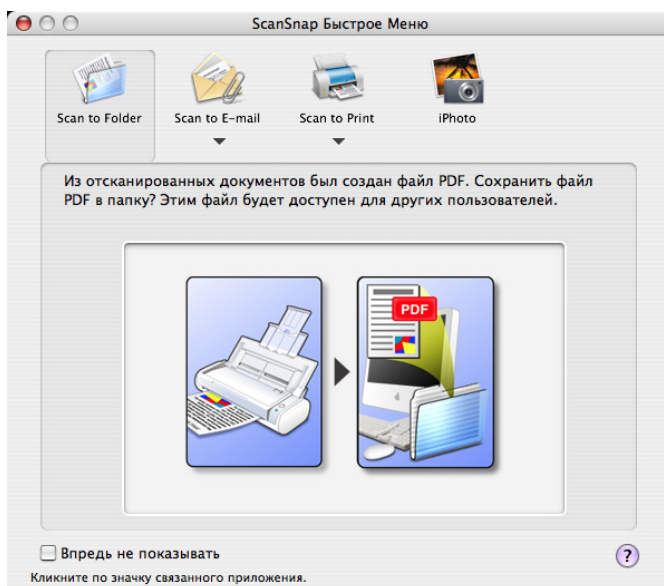 ScanSnap Быстрое Меню
Scan to Folder
Scan to E-mail
Scan to Print
iPhoto
Из отсканированных документов был создан файл PDF. Сохранить файл
PDF в папку? Этим файл будет доступен для других пользователей.
PDF
Впредь не показывать
?
Кликните по значку связанного приложения.